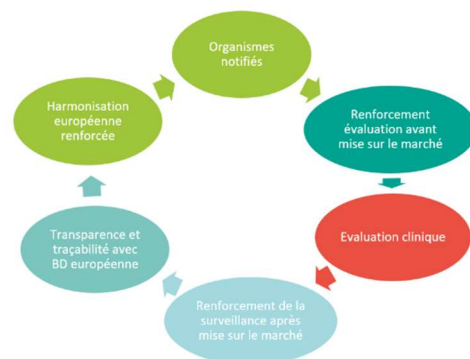 Organismes
notifiés
Renforcement
évaluation avant
mise sur le marché
Evaluation clinique
Renforcement de la
surveillance après
mise sur le marché
Transparence et
traçabilité avec
BD européenne
Harmonisation
européenne
renforcée